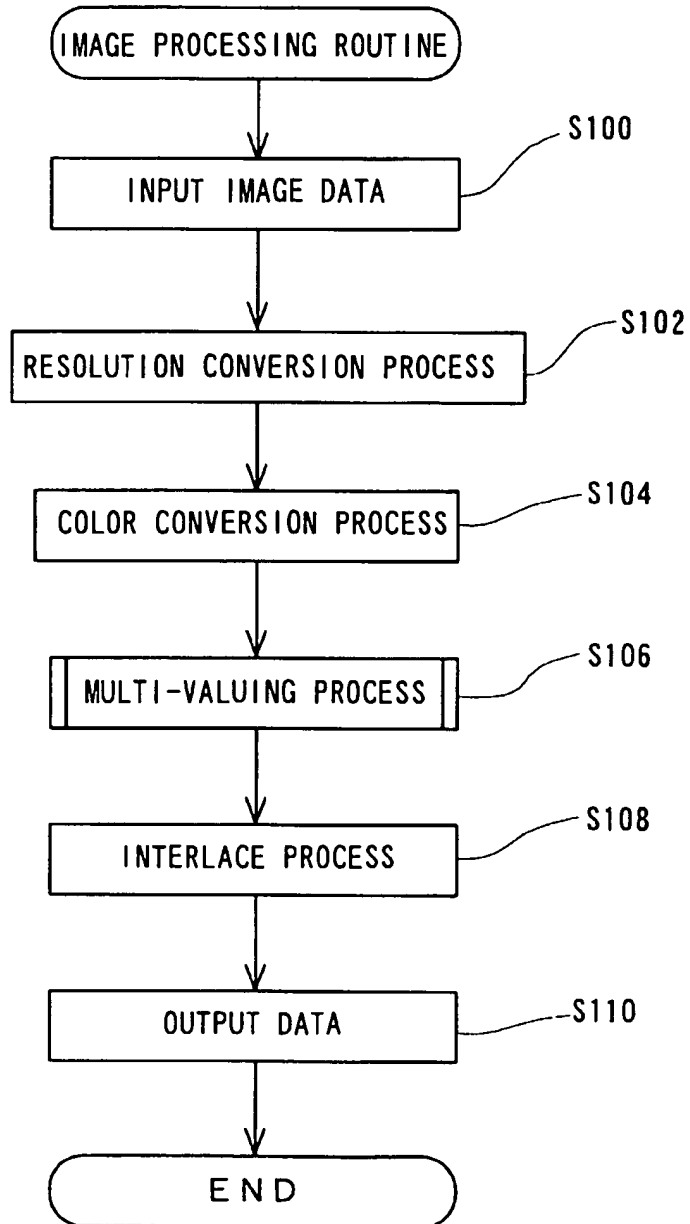 IMAGE PROCESSING ROUTINE
S100
INPUT IMAGE DATA
S102
RESOLUTION CONVERSION PROCESS
S104
COLOR CONVERSION PROCESS
S106
MULTI-VALUING PROCESS
S108
INTERLACE PROCESS
S110
OUTPUT DATA
END